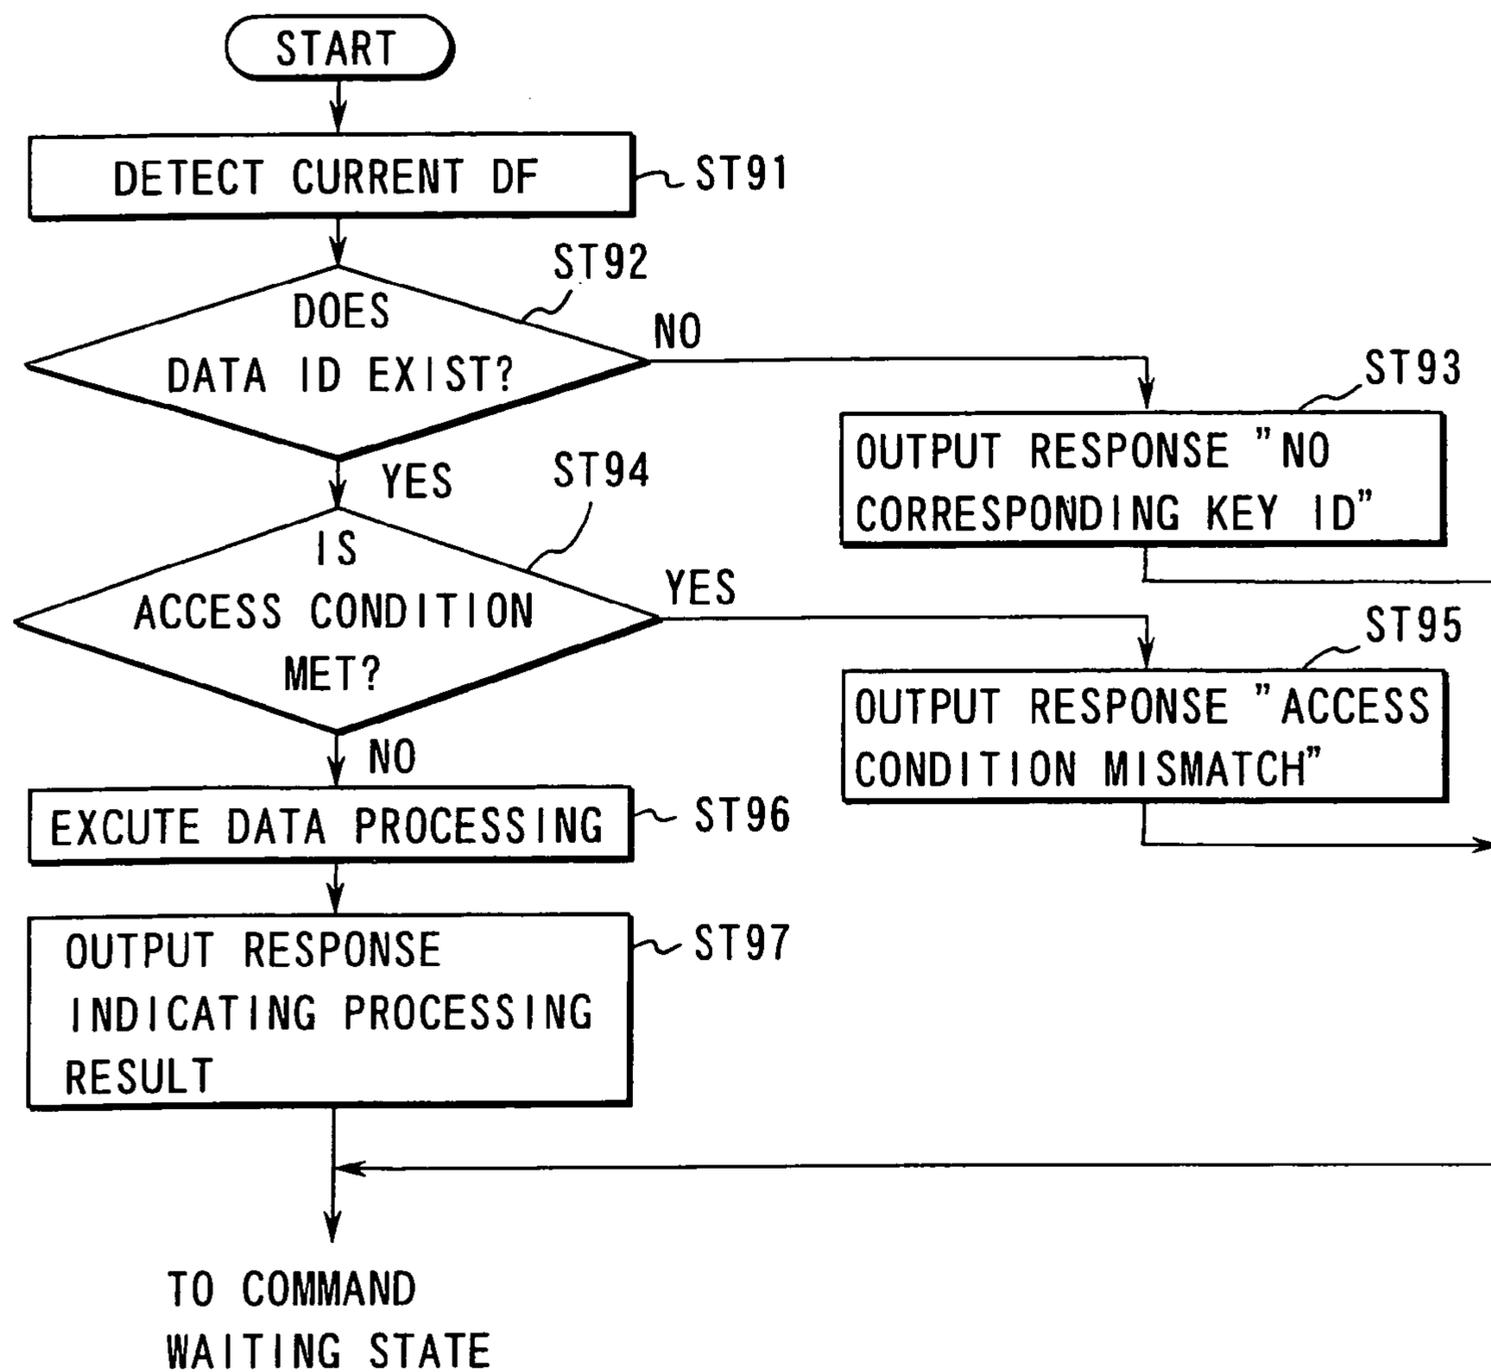 START
DETECT CURRENT DF
ST91
ST92
DOES
DATA ID EXIST?
NO
ST93
OUTPUT RESPONSE "NO
CORRESPONDING KEY ID"
YES
ST94
IS
ACCESS CONDITION
MET?
YES
ST95
OUTPUT RESPONSE "ACCESS
CONDITION MISMATCH"
NO
EXCUTE DATA PROCESSING
ST96
OUTPUT RESPONSE
INDICATING PROCESSING
RESULT
ST97
TO COMMAND
WAITING STATE